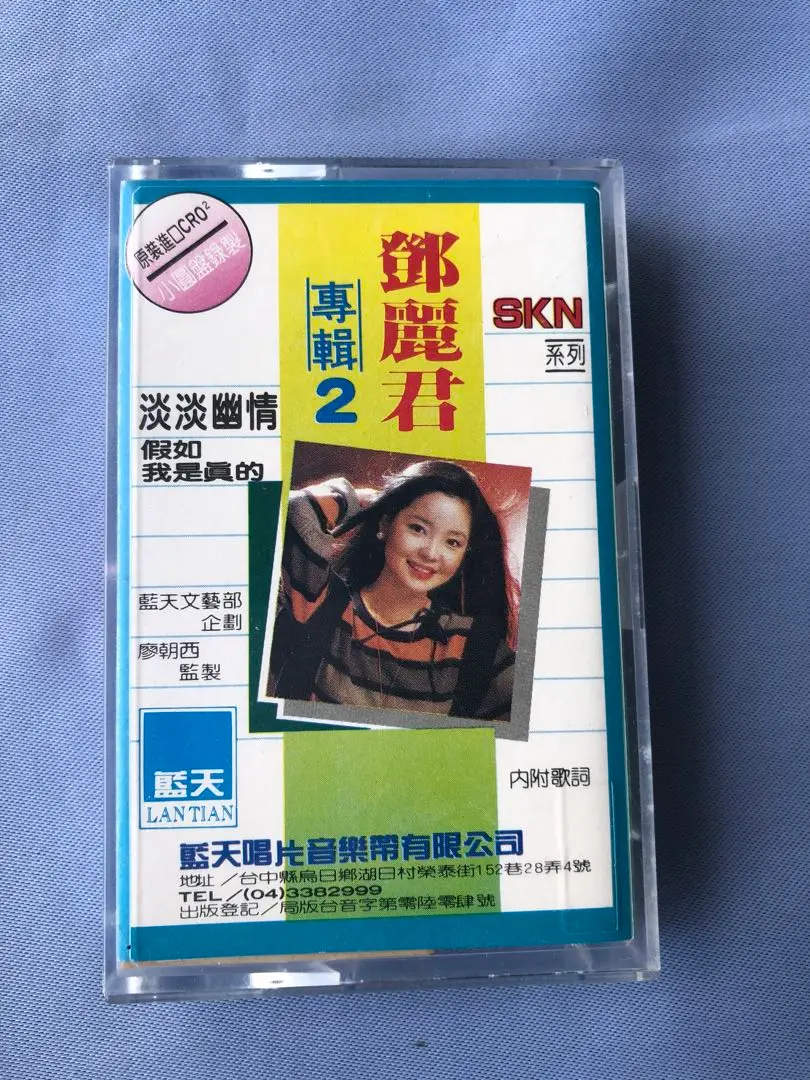 原裝進口CRO²
小圓盤錄製
鄧麗君
專輯2
SKN
系列
淡淡幽情
假如
我是眞的
藍天文藝部
企劃
廖朝西
監製
藍天
LAN TIAN
內附歌詞
藍天唱片音樂帶有限公司
地址／台中縣烏日鄉湖日村榮泰街152巷28弄4號
TEL／(04)3382999
出版登記／局版台音字第零陸零肆號